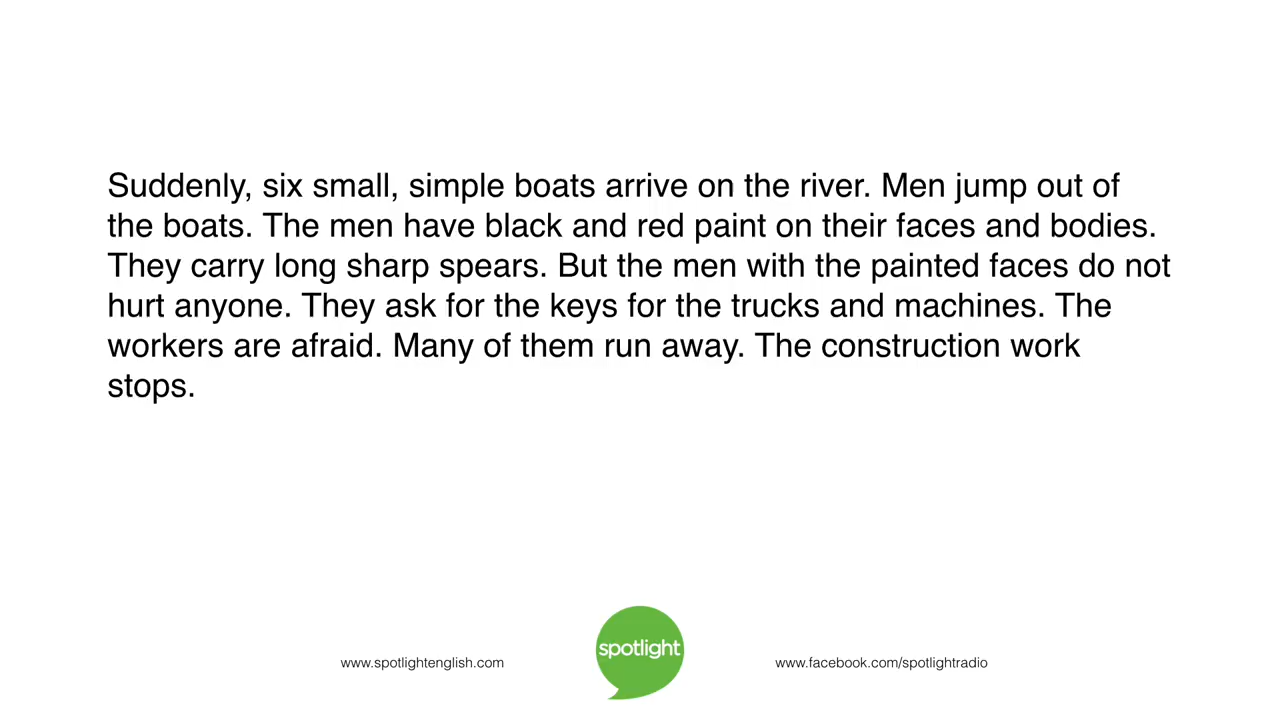 Suddenly, six small, simple boats arrive on the river. Men jump out of
the boats. The men have black and red paint on their faces and bodies.
They carry long sharp spears. But the men with the painted faces do not
hurt anyone. They ask for the keys for the trucks and machines. The
workers are afraid. Many of them run away. The construction work
stops.
www.spotlightenglish.com
spotlight
www.facebook.com/spotlightradio